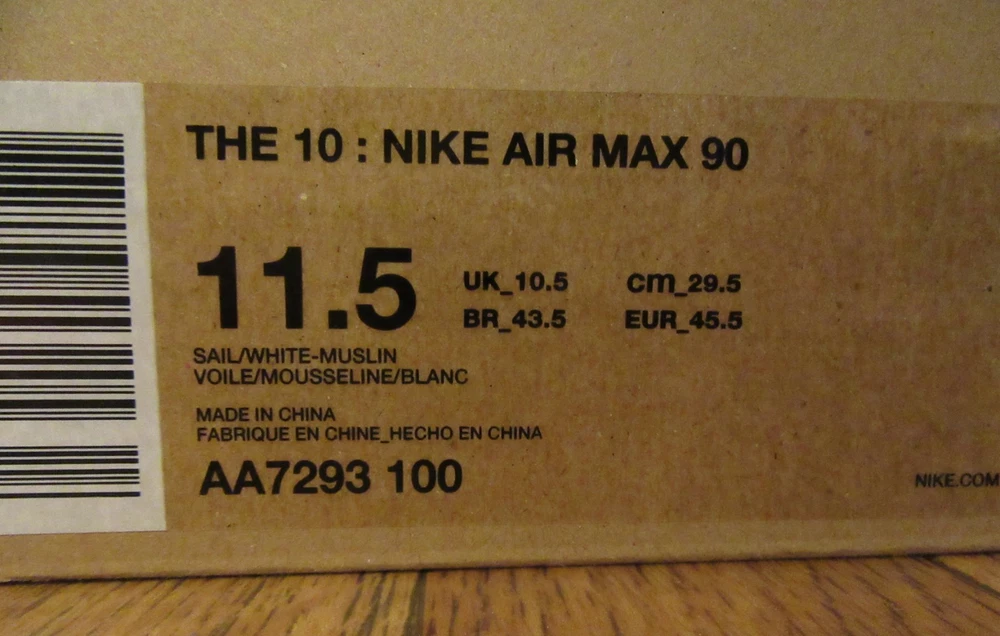 THE 10 : NIKE AIR MAX 90
11.5
UK_10.5 cm_29.5
BR_43.5 EUR_45.5
SAIL/WHITE-MUSLIN
VOILE/MOUSSELINE/BLANC
MADE IN CHINA
FABRIQUE EN CHINE_HECHO EN CHINA
AA7293 100
NIKE.COM